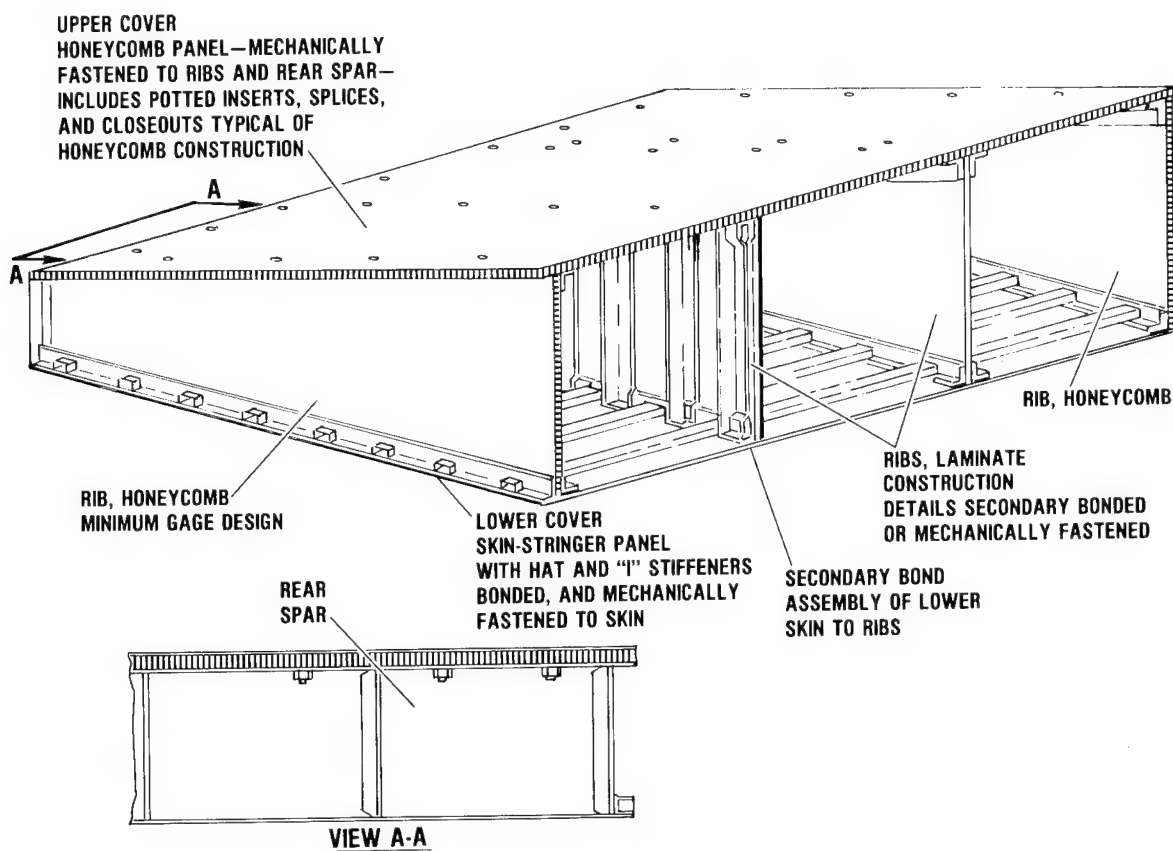 UPPER COVER
HONEYCOMB PANEL—MECHANICALLY
FASTENED TO RIBS AND REAR SPAR—
INCLUDES POTTED INSERTS, SPLICES,
AND CLOSEOUTS TYPICAL OF
HONEYCOMB CONSTRUCTION
A
A
RIB, HONEYCOMB
RIBS, LAMINATE
CONSTRUCTION
DETAILS SECONDARY BONDED
OR MECHANICALLY FASTENED
RIB, HONEYCOMB
MINIMUM GAGE DESIGN
LOWER COVER
SKIN-STRINGER PANEL
WITH HAT AND "I" STIFFENERS
BONDED, AND MECHANICALLY
FASTENED TO SKIN
SECONDARY BOND
ASSEMBLY OF LOWER
SKIN TO RIBS
REAR
SPAR
VIEW A-A